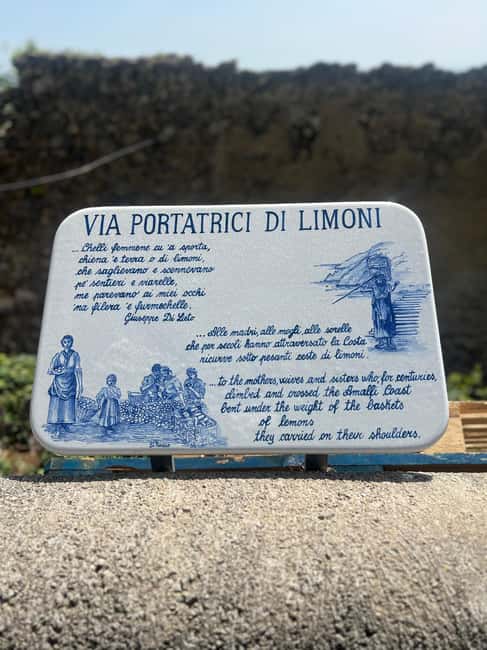 VIA PORTATRICI DI LIMONI
...Chelli femmene cu 'a sporta,
chiena 'e terra o di limoni,
che saglievano e scennevano
pe' sentieri e viarelle,
me parevano ai miei occhi
'na filera 'e furmechelle.
Giuseppe Di Leto
...Alle madri, alle mogli, alle sorelle
che per secoli hanno attraversato la Costa
ricurve sotto pesanti ceste di limoni.
...to the mothers, wives and sisters who, for centuries,
climbed and crossed the Amalfi Coast
bent under the weight of the baskets
of lemons
they carried on their shoulders.